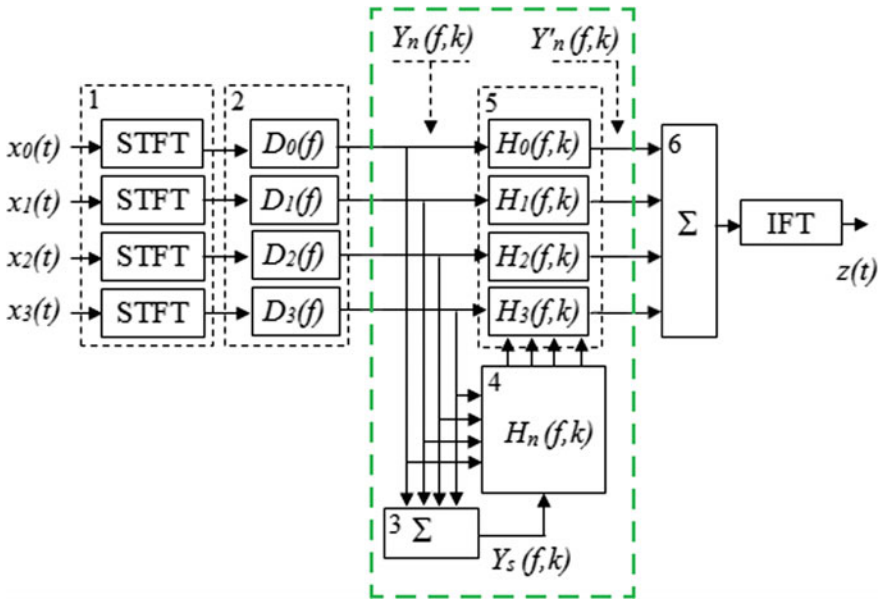 Yn(f,k) Y'n(f,k)
1 2 5 6
x0(t) STFT D0(f) H0(f,k)
x1(t) STFT D1(f) H1(f,k)
x2(t) STFT D2(f) H2(f,k)
x3(t) STFT D3(f) H3(f,k)
Σ IFT
z(t)
4
Hn(f,k)
3 Σ
Ys(f,k)